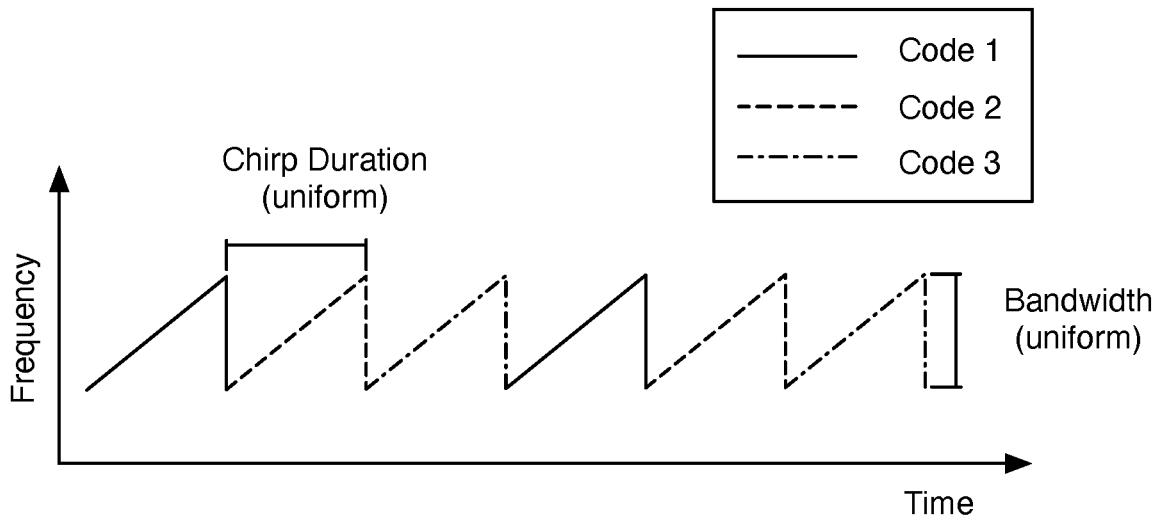 Code 1
Code 2
Code 3
Chirp Duration
(uniform)
Frequency
Bandwidth
(uniform)
Time